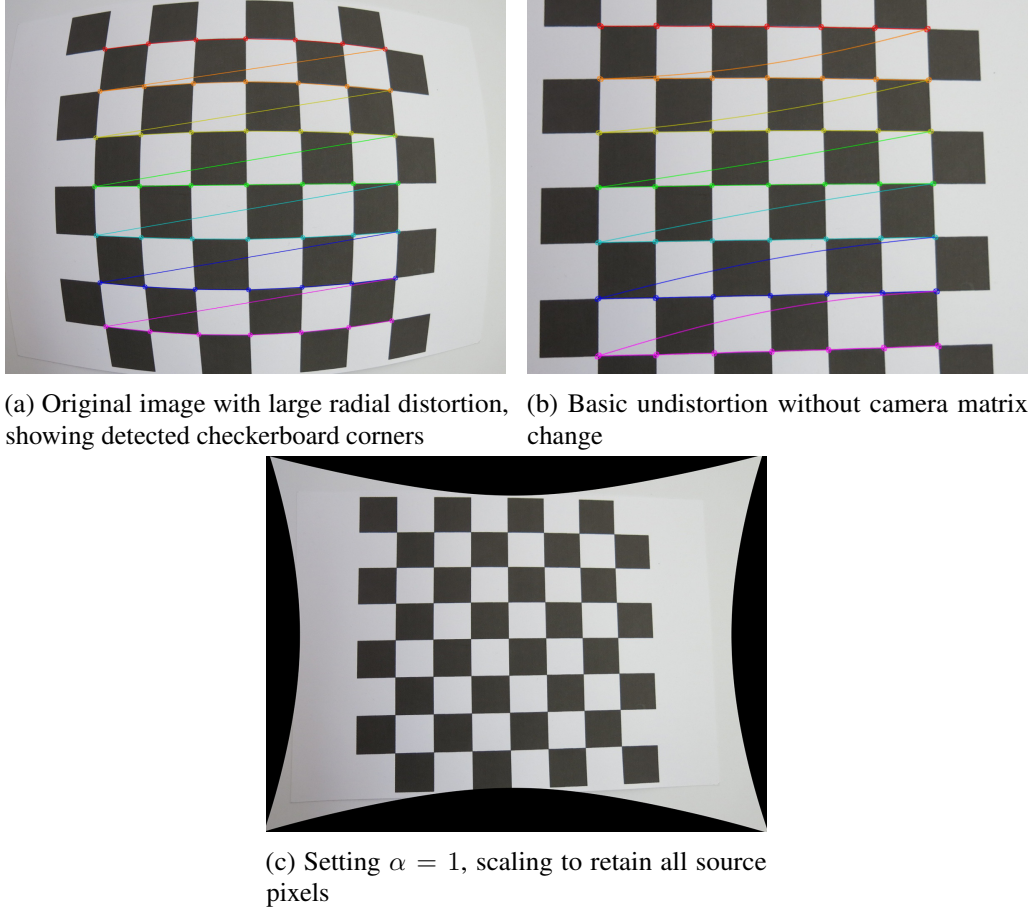 (a) Original image with large radial distortion,
showing detected checkerboard corners
(b) Basic undistortion without camera matrix
change
(c) Setting α = 1, scaling to retain all source
pixels